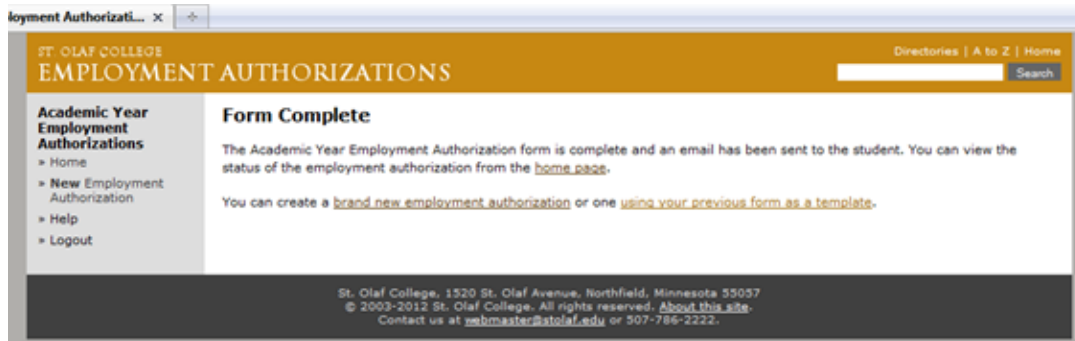 loyment Authorizati... ×
ST. OLAF COLLEGE
EMPLOYMENT AUTHORIZATIONS
Directories | A to Z | Home
Search
Academic Year
Employment
Authorizations
» Home
» New Employment
Authorization
» Help
» Logout
Form Complete
The Academic Year Employment Authorization form is complete and an email has been sent to the student. You can view the
status of the employment authorization from the home page.
You can create a brand new employment authorization or one using your previous form as a template.
St. Olaf College, 1520 St. Olaf Avenue, Northfield, Minnesota 55057
© 2003-2012 St. Olaf College. All rights reserved. About this site.
Contact us at webmaster@stolaf.edu or 507-786-2222.